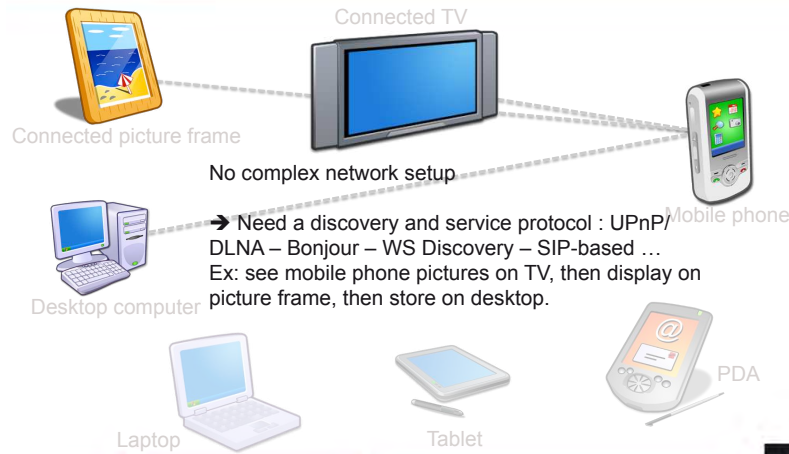 Connected TV
Connected picture frame
No complex network setup
Mobile phone
➔ Need a discovery and service protocol : UPnP/
DLNA – Bonjour – WS Discovery – SIP-based …
Ex: see mobile phone pictures on TV, then display on
picture frame, then store on desktop.
Desktop computer
PDA
Laptop
Tablet
@